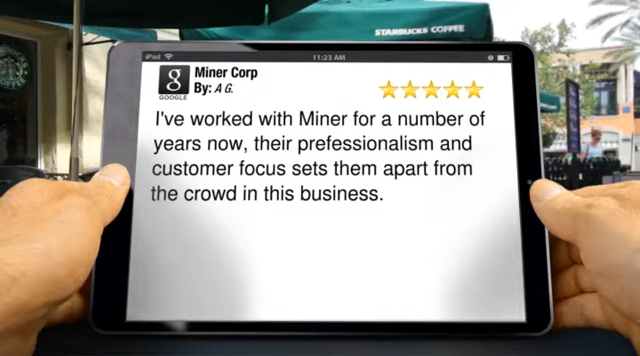 STARBUCKS COFFEE
iPod
11:23 AM
g
GOOGLE
Miner Corp
By: A G.
I've worked with Miner for a number of
years now, their prefessionalism and
customer focus sets them apart from
the crowd in this business.